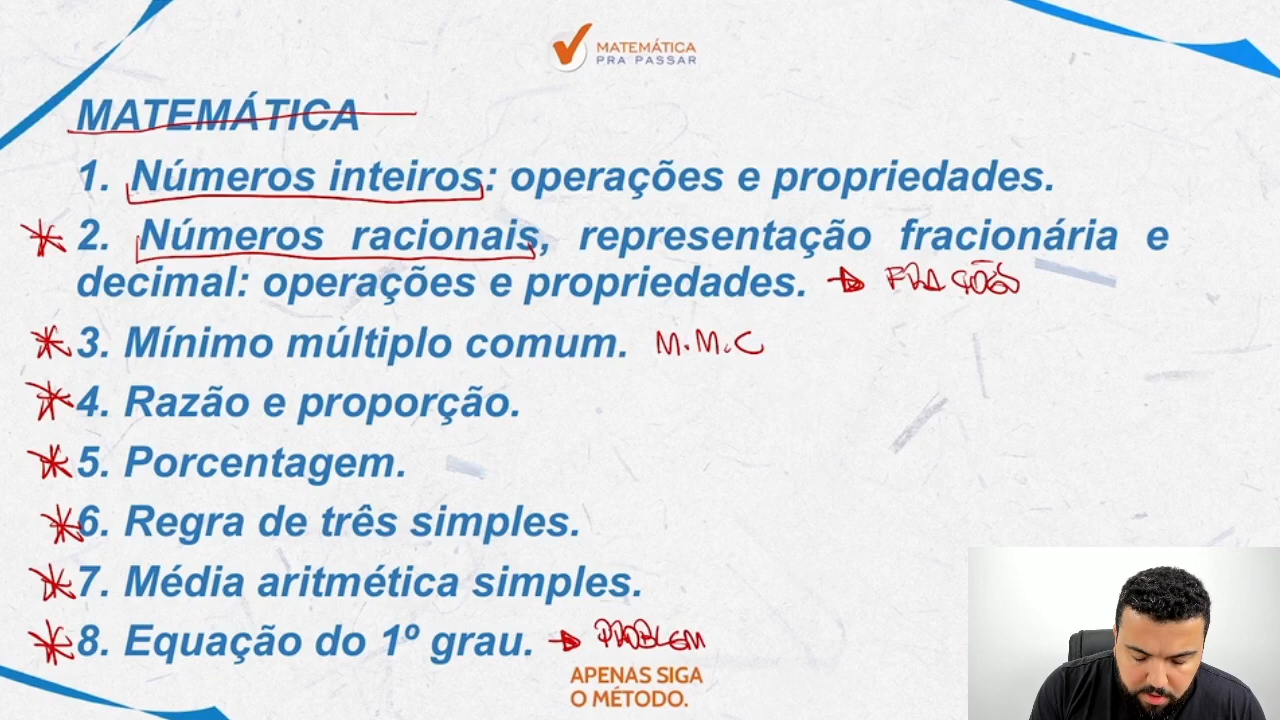 MATEMÁTICA
PRA PASSAR
MATEMÁTICA
1. Números inteiros: operações e propriedades.
2. Números racionais, representação fracionária e
decimal: operações e propriedades. FRAÇÕES
3. Mínimo múltiplo comum. M.M.C
4. Razão e proporção.
5. Porcentagem.
6. Regra de três simples.
7. Média aritmética simples.
8. Equação do 1º grau. PROBLEM
APENAS SIGA
O MÉTODO.